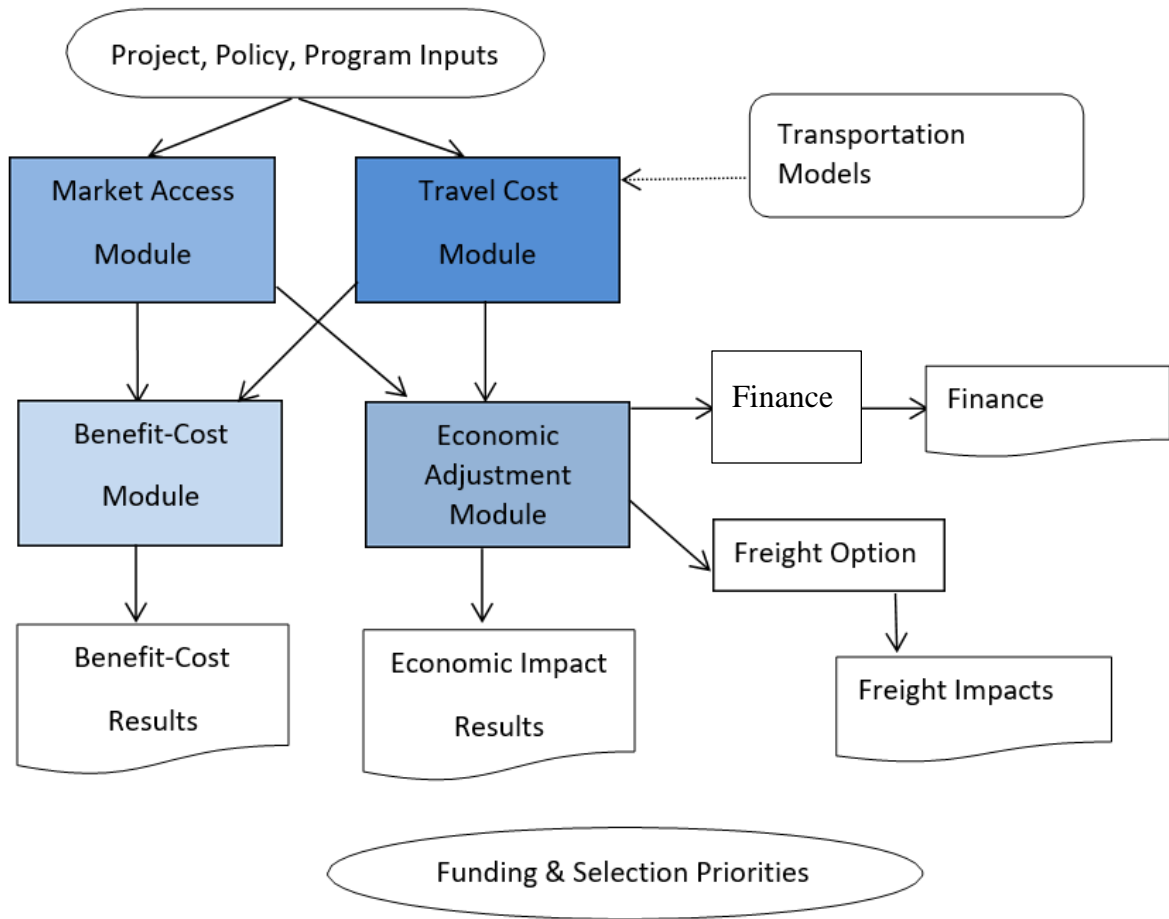 Project, Policy, Program Inputs
Transportation
Models
Market Access
Module
Travel Cost
Module
Benefit-Cost
Module
Economic
Adjustment
Module
Finance
Finance
Freight Option
Benefit-Cost
Results
Economic Impact
Results
Freight Impacts
Funding & Selection Priorities